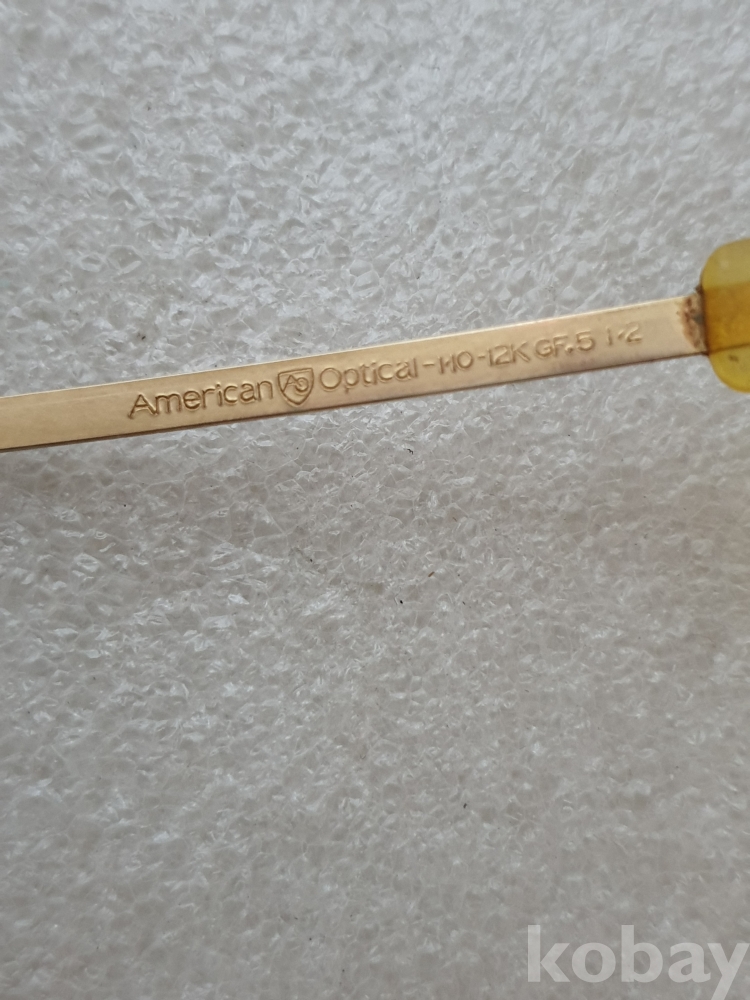 American AO Optical-1⁄10-12K GF. 5 1⋅2
kobay